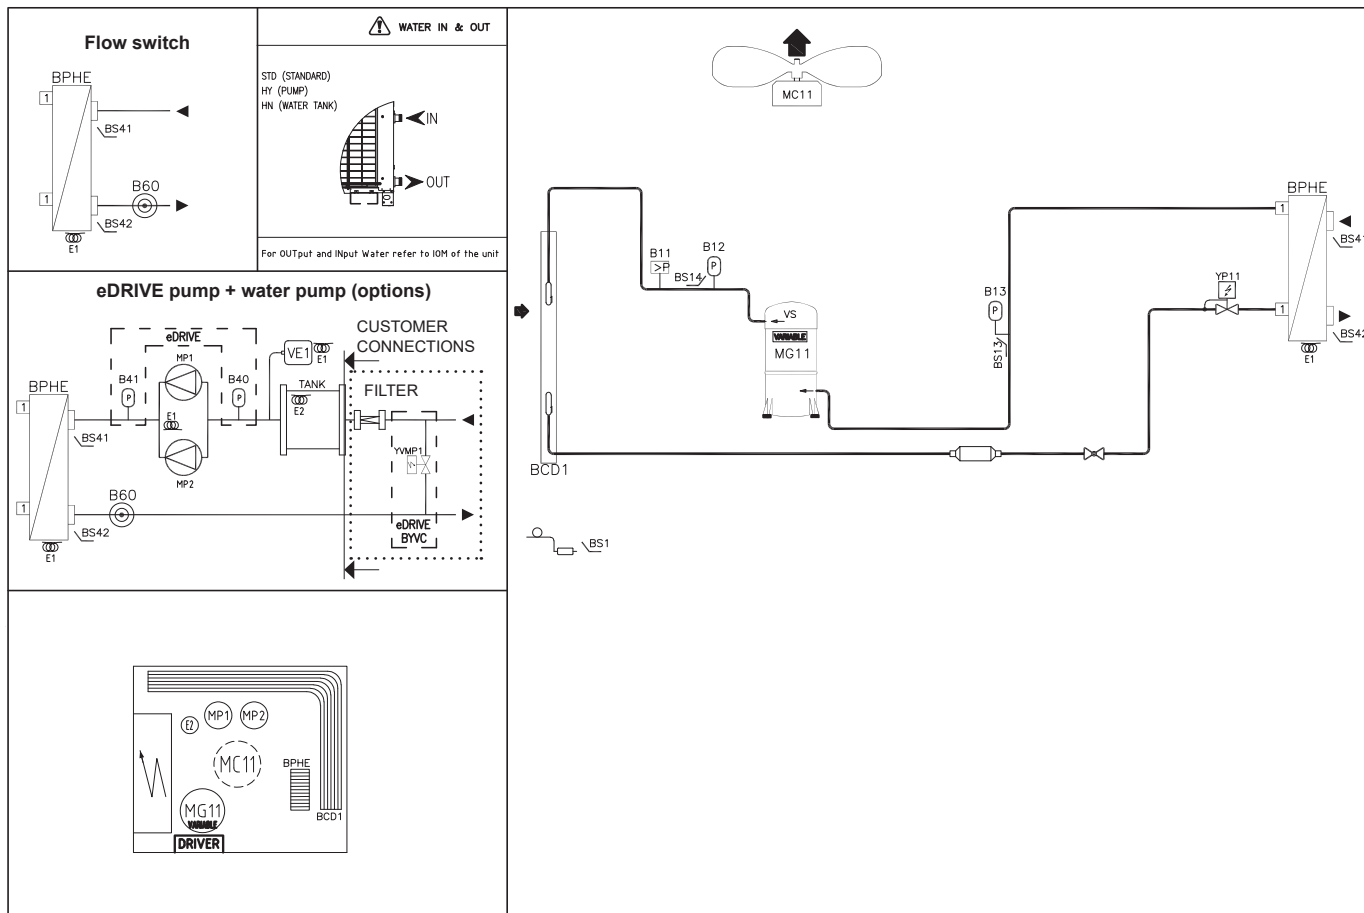 Flow switch
BPHE
1
BS41
1
B60
BS42
E1
WATER IN & OUT
STD (STANDARD)
HY (PUMP)
HN (WATER TANK)
IN
OUT
For OUTput and INput Water refer to IOM of the unit
eDRIVE pump + water pump (options)
CUSTOMER
CONNECTIONS
eDRIVE
MP1
VE1
E1
B41
P
B40
P
TANK
E2
FILTER
BPHE
1
E1
BS41
YVMP1
MP2
B60
1
BS42
eDRIVE
BYVC
E1
MP1
MP2
E2
MC11
BPHE
MG11
VARIABLE
BCD1
DRIVER
MC11
BPHE
1
BS41
B11
>P
B12
P
BS14
YP11
B13
P
VS
VARIABLE
MG11
BS13
1
BS42
E1
BCD1
BS1